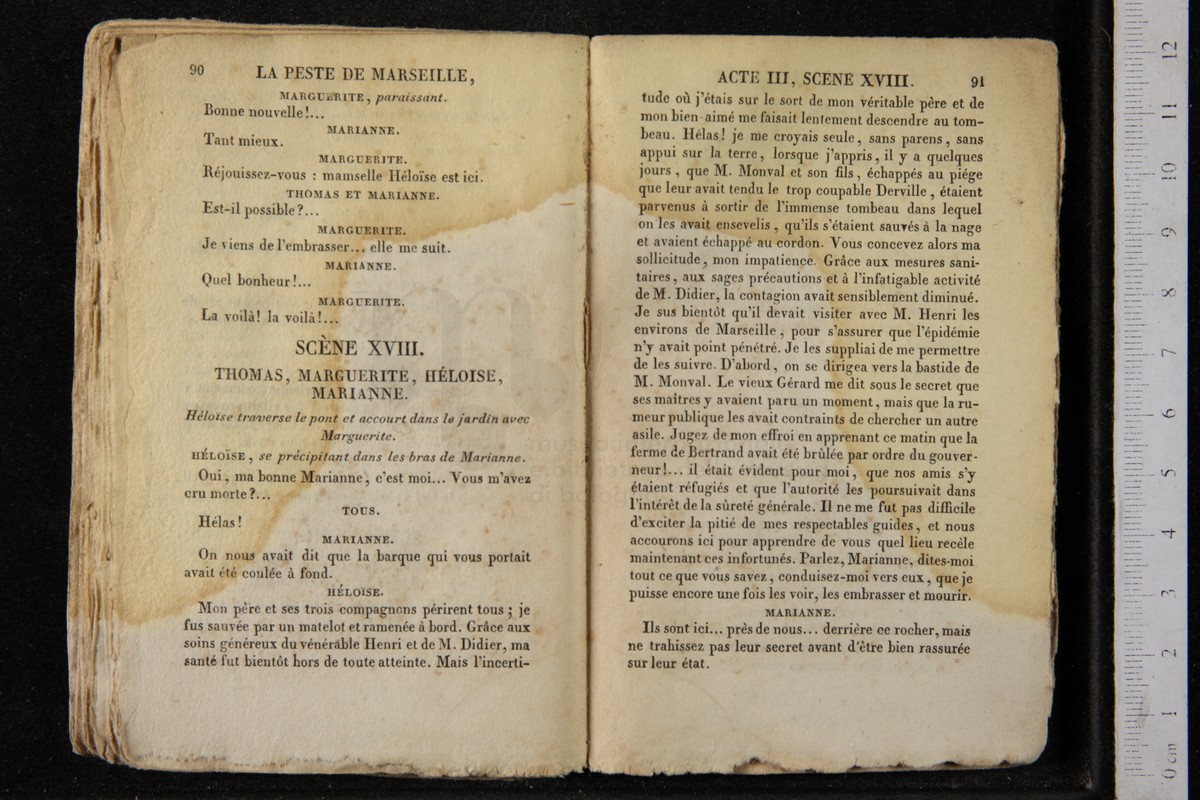 90
LA PESTE DE MARSEILLE,
MARGUERITE, paraissant.
Bonne nouvelle!...
MARIANNE.
Tant mieux.
MARGUERITE.
Réjouissez-vous : mamselle Héloïse est ici.
THOMAS ET MARIANNE.
Est-il possible?...
MARGUERITE.
Je viens de l'embrasser... elle me suit.
MARIANNE.
Quel bonheur!...
MARGUERITE.
La voilà! la voilà!...
SCÈNE XVIII.
THOMAS, MARGUERITE, HÉLOISE,
MARIANNE.
Héloïse traverse le pont et accourt dans le jardin avec
Marguerite.
HÉLOÏSE, se précipitant dans les bras de Marianne.
Oui, ma bonne Marianne, c'est moi... Vous m'avez
cru morte?...
TOUS.
Hélas!
MARIANNE.
On nous avait dit que la barque qui vous portait
avait été coulée à fond.
HÉLOÏSE.
Mon père et ses trois compagnons périrent tous; je
fus sauvée par un matelot et ramenée à bord. Grâce aux
soins généreux du vénérable Henri et de M. Didier, ma
santé fut bientôt hors de toute atteinte. Mais l'incerti-
ACTE III, SCENE XVIII. 91
tude où j'étais sur le sort de mon véritable père et de
mon bien-aimé me faisait lentement descendre au tom-
beau. Hélas! je me croyais seule, sans parens, sans
appui sur la terre, lorsque j'appris, il y a quelques
jours, que M. Monval et son fils, échappés au piége
que leur avait tendu le trop coupable Derville, étaient
parvenus à sortir de l'immense tombeau dans lequel
on les avait ensevelis, qu'ils s'étaient sauvés à la nage
et avaient échappé au cordon. Vous concevez alors ma
sollicitude, mon impatience. Grâce aux mesures sani-
taires, aux sages précautions et à l'infatigable activité
de M. Didier, la contagion avait sensiblement diminué.
Je sus bientôt qu'il devait visiter avec M. Henri les
environs de Marseille, pour s'assurer que l'épidémie
n'y avait point pénétré. Je les suppliai de me permettre
de les suivre. D'abord, on se dirigea vers la bastide de
M. Monval. Le vieux Gérard me dit sous le secret que
ses maîtres y avaient paru un moment, mais que la ru-
meur publique les avait contraints de chercher un autre
asile. Jugez de mon effroi en apprenant ce matin que la
ferme de Bertrand avait été brûlée par ordre du gouver-
neur!... il était évident pour moi, que nos amis s'y
étaient réfugiés et que l'autorité les poursuivait dans
l'intérêt de la sûreté générale. Il ne me fut pas difficile
d'exciter la pitié de mes respectables guides, et nous
accourons ici pour apprendre de vous quel lieu recèle
maintenant ces infortunés. Parlez, Marianne, dites-moi
tout ce que vous savez, conduisez-moi vers eux, que je
puisse encore une fois les voir, les embrasser et mourir.
MARIANNE.
Ils sont ici... près de nous... derrière ce rocher, mais
ne trahissez pas leur secret avant d'être bien rassurée
sur leur état.
12
11
10
9
8
7
6
5
4
3
2
1
0 cm